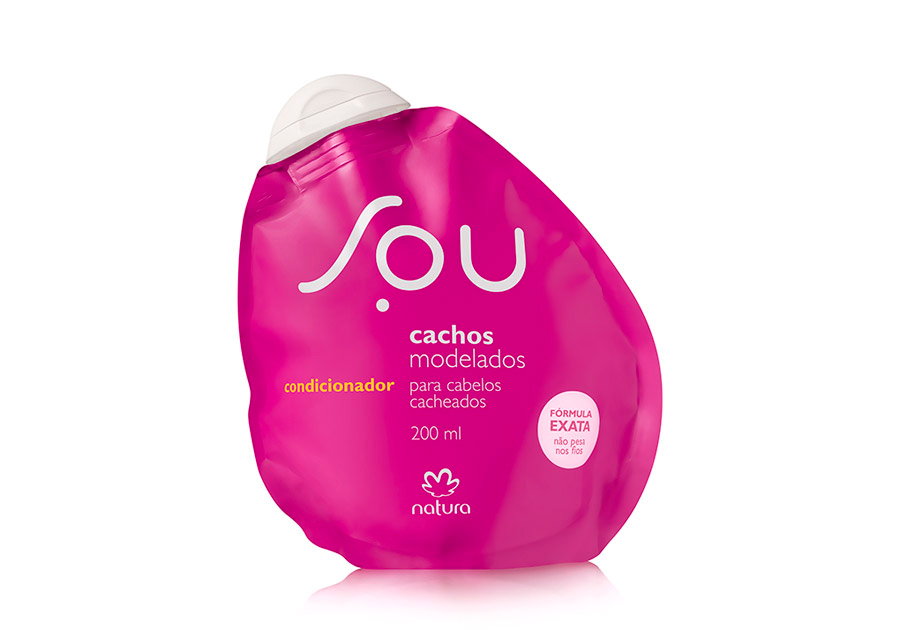 Sou
cachos
modelados
condicionador
para cabelos
cacheados
200 ml
FÓRMULA
EXATA
não pesa
nos fios
natura